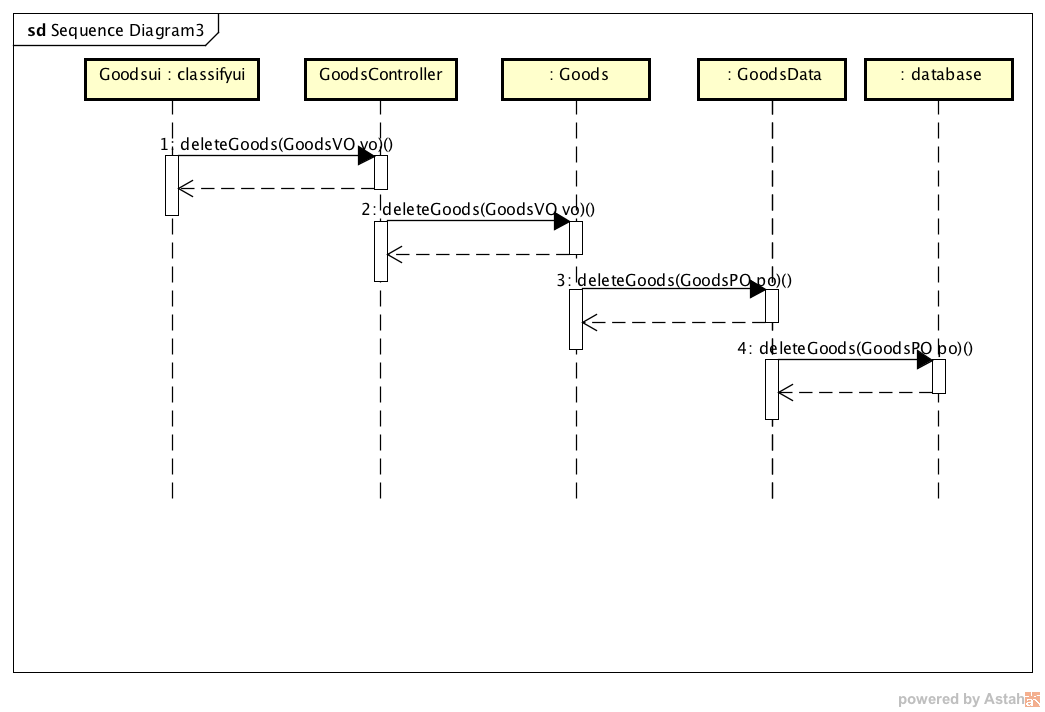 sd Sequence Diagram3
Goodsui : classifyui
GoodsController
: Goods
: GoodsData
: database
1: deleteGoods(GoodsVO vo)()
2: deleteGoods(GoodsVO vo)()
3: deleteGoods(GoodsPO po)()
4: deleteGoods(GoodsPO po)()
powered by Astah